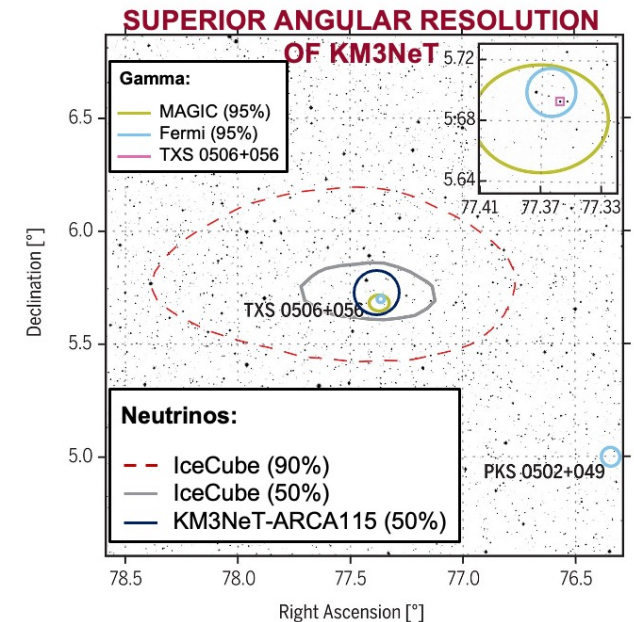 SUPERIOR ANGULAR RESOLUTION
OF KM3NeT
Gamma:
MAGIC (95%)
Fermi (95%)
TXS 0506+056
5.72
5.68
5.64
77.41 77.37 77.33
6.5
6.0
5.5
5.0
Declination [°]
TXS 0506+056
PKS 0502+049
Neutrinos:
IceCube (90%)
IceCube (50%)
KM3NeT-ARCA115 (50%)
78.5 78.0 77.5 77.0 76.5
Right Ascension [°]